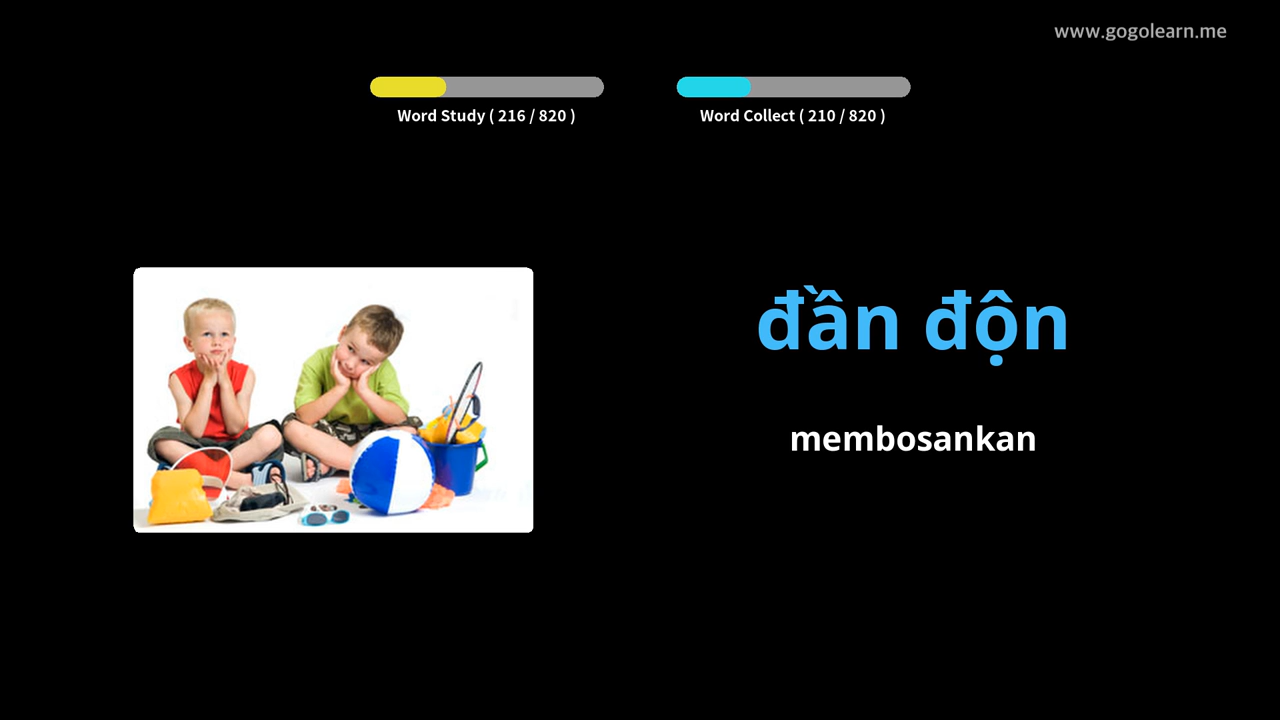 www.gogolearn.me
Word Study ( 216 / 820 )
Word Collect ( 210 / 820 )
đần độn
membosankan